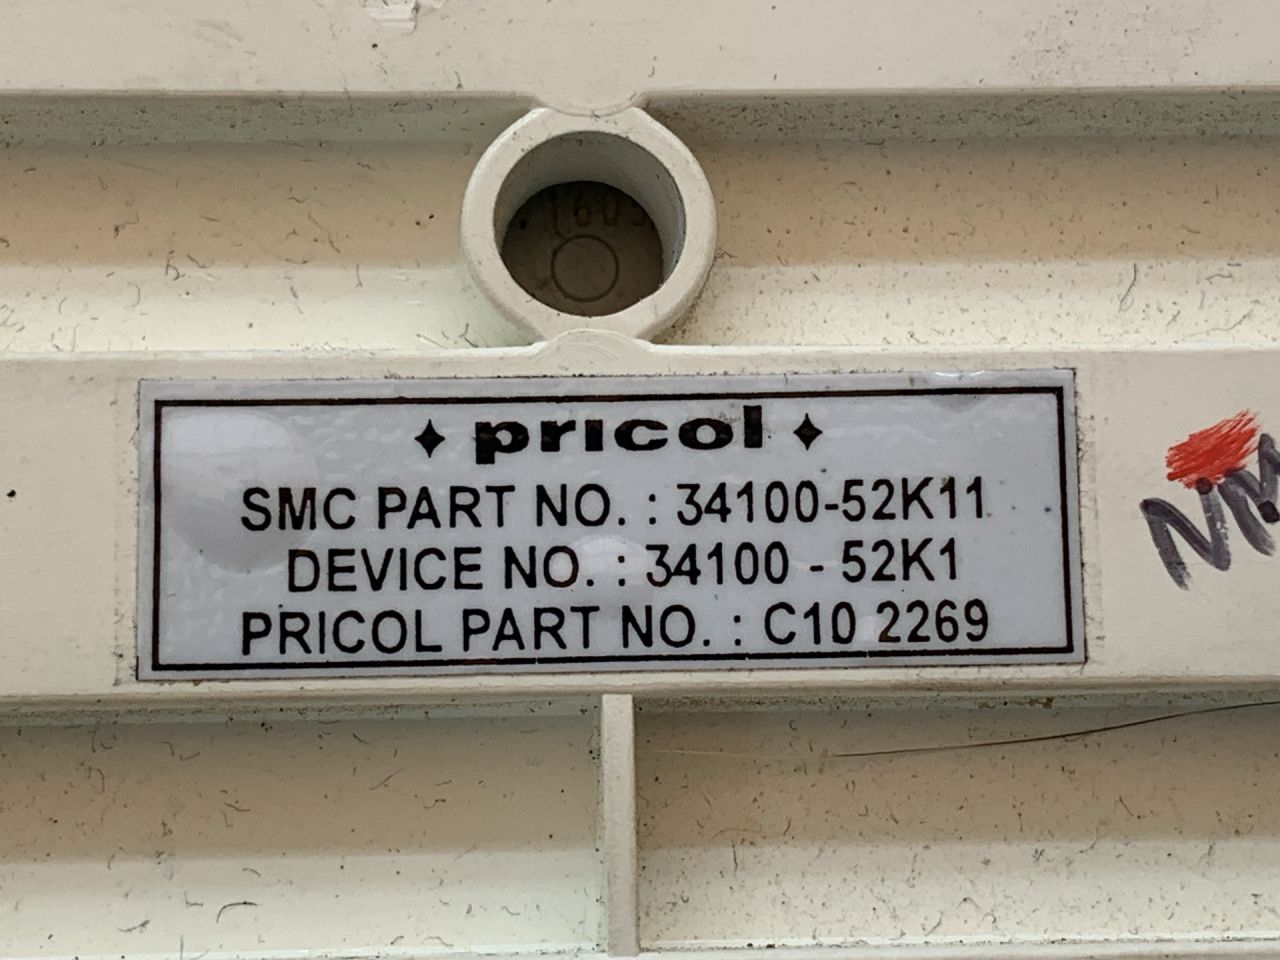 pricol
SMC PART NO. : 34100-52K11
DEVICE NO. : 34100 - 52K1
PRICOL PART NO. : C10 2269